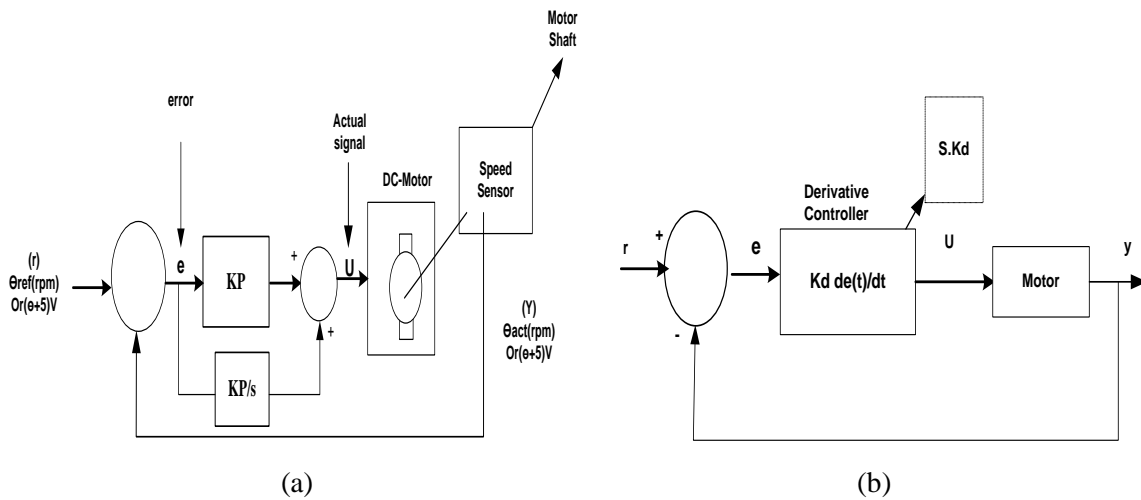 Motor
Shaft
error
Actual
signal
DC-Motor
Speed
Sensor
(r)
Θref(rpm)
Or(ɵ+5)V
e
KP
+
U
+
KP/s
(Y)
Θact(rpm)
Or(ɵ+5)V
(a)
S.Kd
Derivative
Controller
r
+
e
Kd de(t)/dt
U
Motor
y
-
(b)